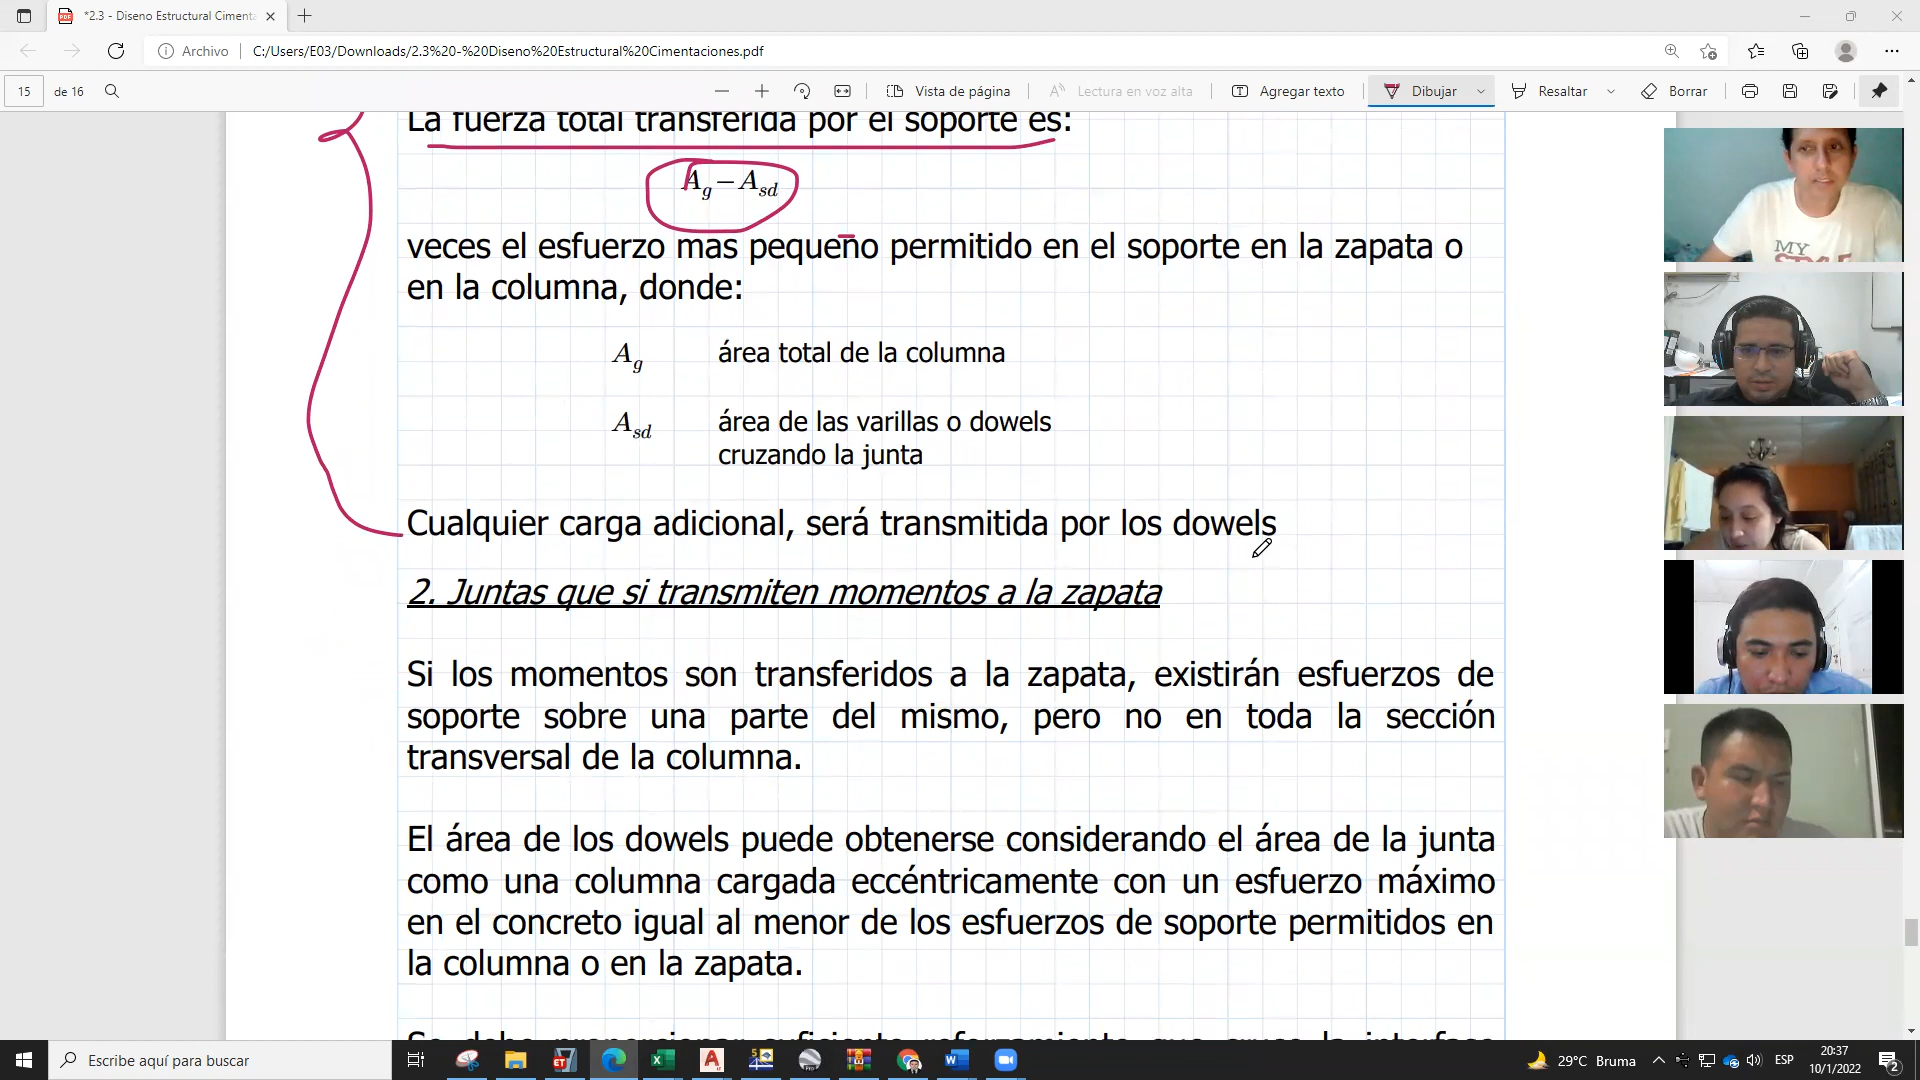 *2.3 - Diseno Estructural Cimenta
Archivo
C:/Users/E03/Downloads/2.3%20-%20Diseno%20Estructural%20Cimentaciones.pdf
15 de 16
Vista de página
Lectura en voz alta
Agregar texto
Dibujar
Resaltar
Borrar
La fuerza total transferida por el soporte es:
Ag – Asd
veces el esfuerzo mas pequeno permitido en el soporte en la zapata o
en la columna, donde:
Ag área total de la columna
Asd área de las varillas o dowels
cruzando la junta
Cualquier carga adicional, será transmitida por los dowels
2. Juntas que si transmiten momentos a la zapata
Si los momentos son transferidos a la zapata, existirán esfuerzos de
soporte sobre una parte del mismo, pero no en toda la sección
transversal de la columna.
El área de los dowels puede obtenerse considerando el área de la junta
como una columna cargada eccéntricamente con un esfuerzo máximo
en el concreto igual al menor de los esfuerzos de soporte permitidos en
la columna o en la zapata.
MY
Escribe aquí para buscar
29°C Bruma
ESP
20:37
10/1/2022
2